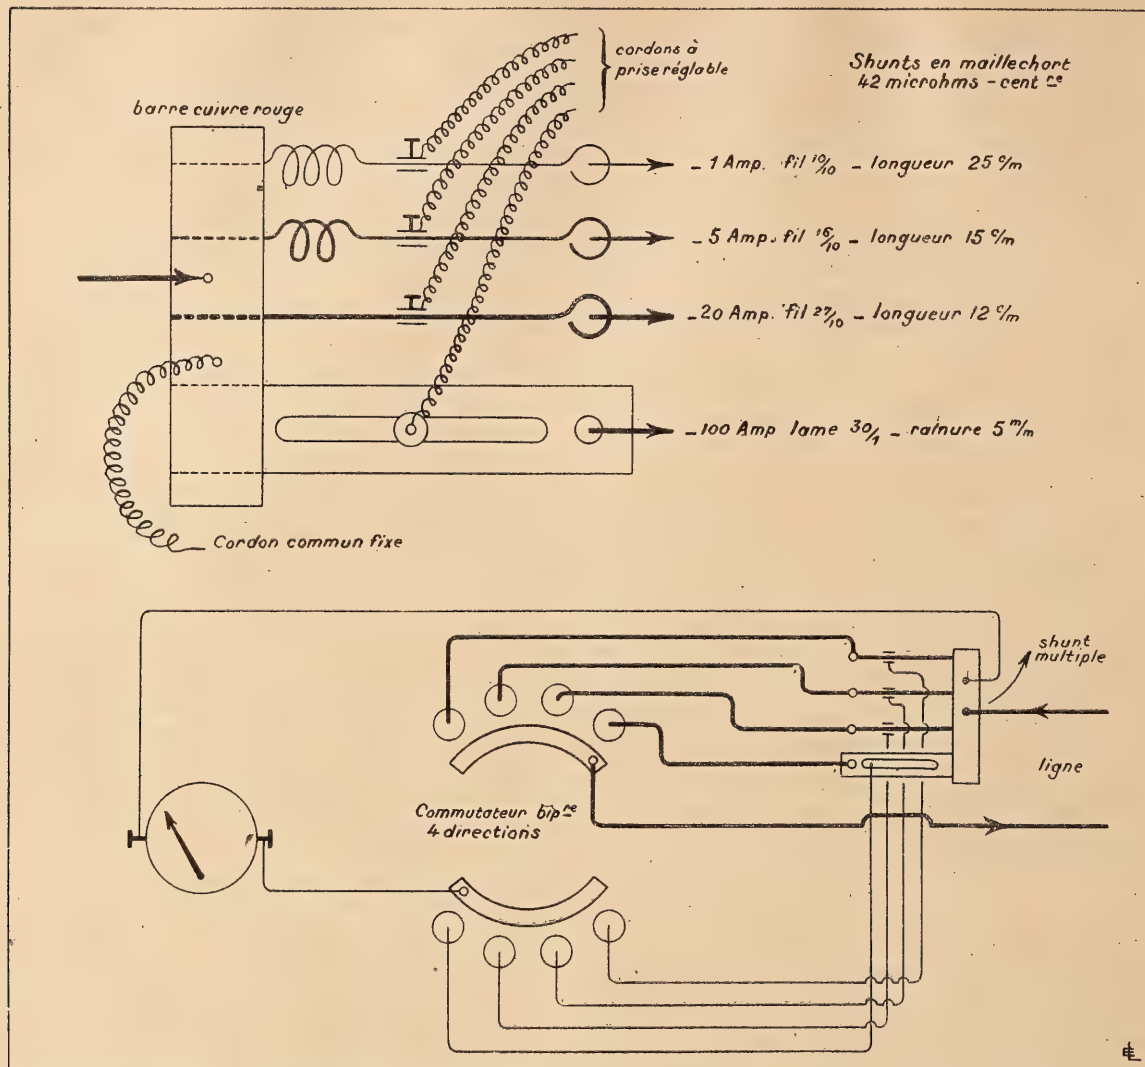 cordons à
prise réglable
Shunts en maillechort
42 microhms - cent re
barre cuivre rouge
- 1 Amp. fil 10/10 - longueur 25 c/m
- 5 Amp. fil 16/10 - longueur 15 c/m
- 20 Amp. fil 27/10 - longueur 12 c/m
- 100 Amp lame 30/1 - rainure 5 m/m
Cordon commun fixe
shunt
multiple
ligne
Commutateur bip re
4 directions